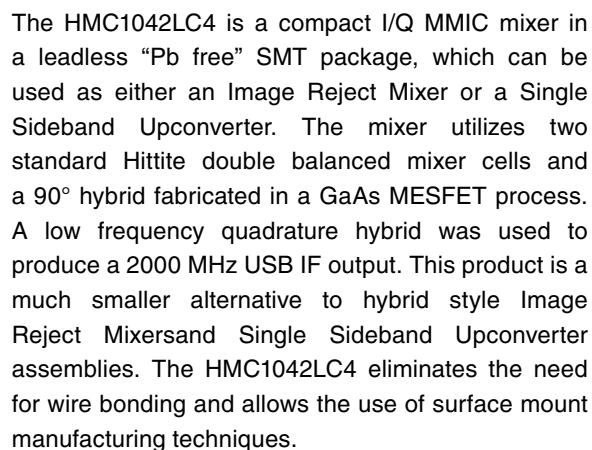 The HMC1042LC4 is a compact I/Q MMIC mixer in
a leadless “Pb free” SMT package, which can be
used as either an Image Reject Mixer or a Single
Sideband Upconverter. The mixer utilizes two
standard Hittite double balanced mixer cells and
a 90° hybrid fabricated in a GaAs MESFET process.
A low frequency quadrature hybrid was used to
produce a 2000 MHz USB IF output. This product is a
much smaller alternative to hybrid style Image
Reject Mixersand Single Sideband Upconverter
assemblies. The HMC1042LC4 eliminates the need
for wire bonding and allows the use of surface mount
manufacturing techniques.